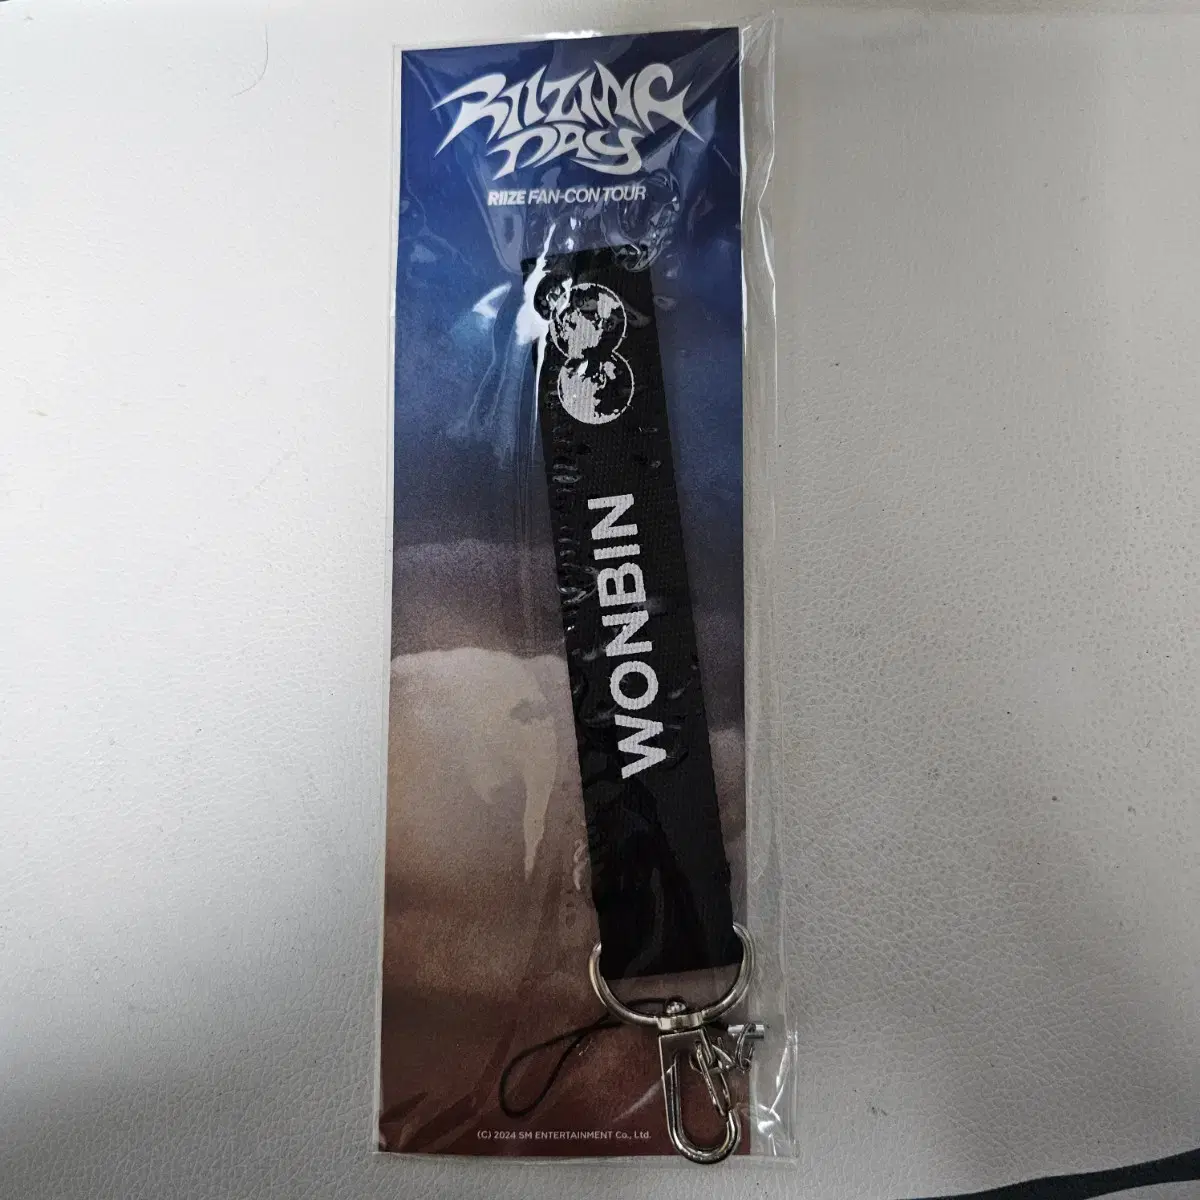 RIIZING
DAY
RIIZE FAN-CON TOUR
WONBIN
(C) 2024 SM ENTERTAINMENT Co., Ltd.